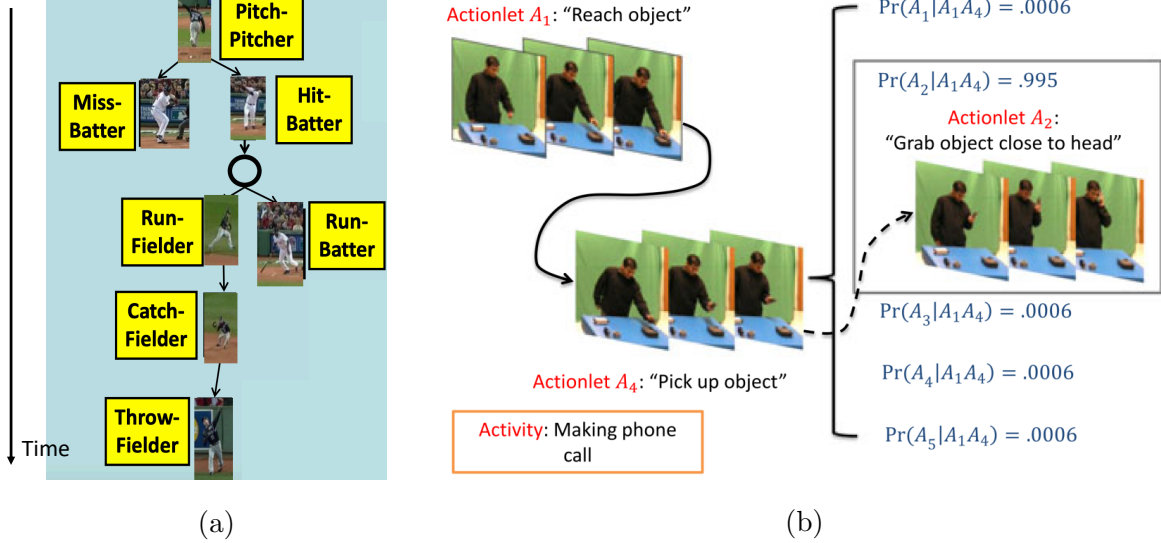 Pitch-
Pitcher
Miss-
Batter
Hit-
Batter
Run-
Fielder
Run-
Batter
Catch-
Fielder
Throw-
Fielder
Time
(a)
Actionlet A₁: “Reach object”
Actionlet A₄: “Pick up object”
Activity: Making phone
call
Pr(A₁|A₁A₄) = .0006
Pr(A₂|A₁A₄) = .995
Actionlet A₂:
“Grab object close to head”
Pr(A₃|A₁A₄) = .0006
Pr(A₄|A₁A₄) = .0006
Pr(A₅|A₁A₄) = .0006
(b)